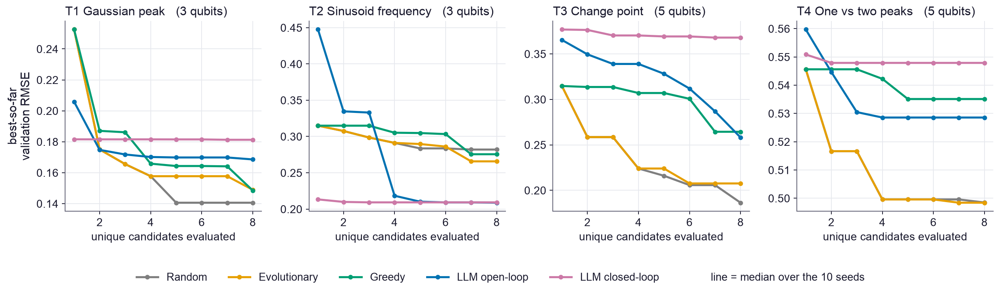 T1 Gaussian peak (3 qubits)
best-so-far
validation RMSE
0.24
0.22
0.20
0.18
0.16
0.14
2 4 6 8
unique candidates evaluated
T2 Sinusoid frequency (3 qubits)
0.45
0.40
0.35
0.30
0.25
0.20
2 4 6 8
unique candidates evaluated
T3 Change point (5 qubits)
0.35
0.30
0.25
0.20
2 4 6 8
unique candidates evaluated
T4 One vs two peaks (5 qubits)
0.56
0.55
0.54
0.53
0.52
0.51
0.50
2 4 6 8
unique candidates evaluated
Random Evolutionary Greedy LLM open-loop LLM closed-loop line = median over the 10 seeds